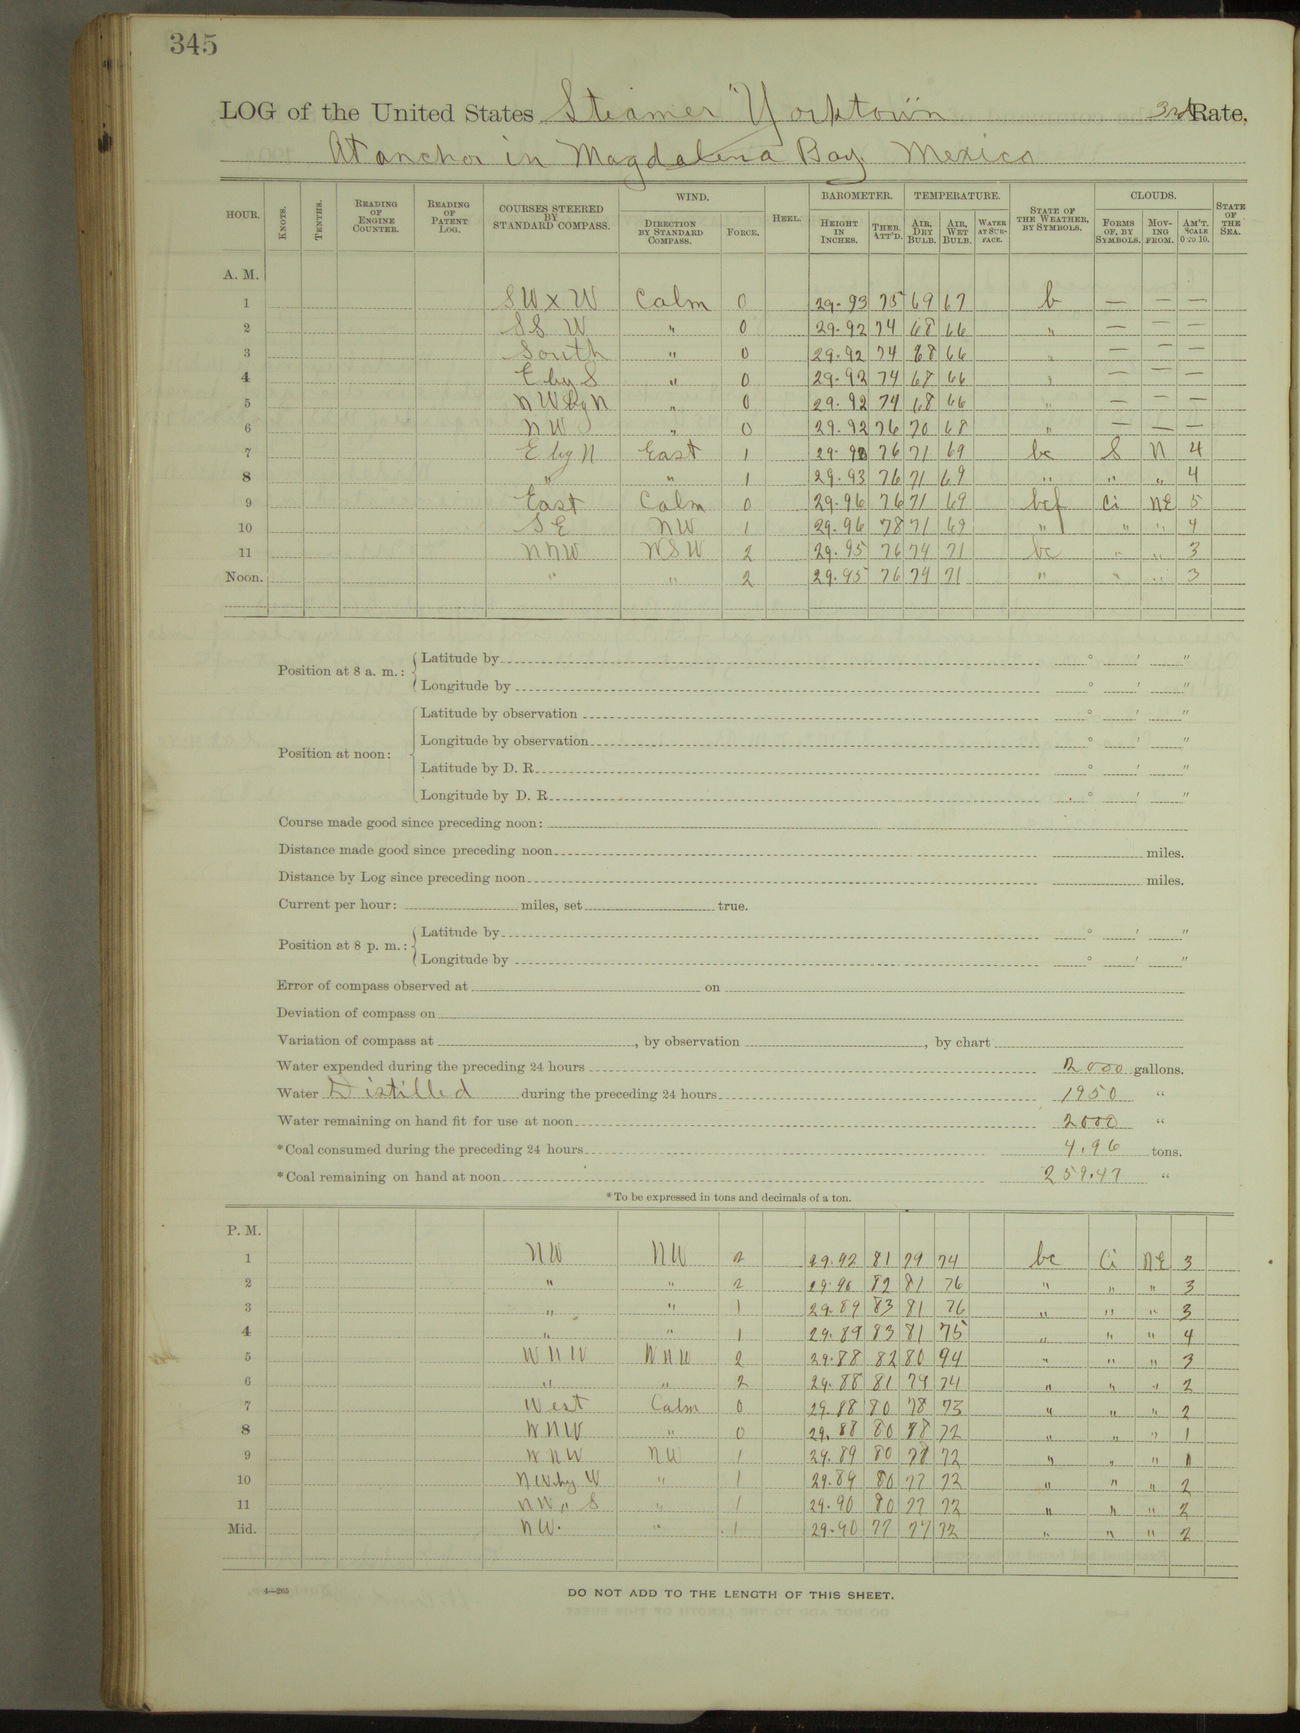 345
LOG of the United States Steamer "Yorktown" 3rd Rate,
At anchor in Magdalena Bay Mexico
HOUR. KNOTS. TENTHS. READING OF ENGINE COUNTER. READING OF PATENT LOG. COURSES STEERED BY STANDARD COMPASS. WIND. DIRECTION BY STANDARD COMPASS. FORCE. HEEL. BAROMETER. HEIGHT IN INCHES. THER. ATT'D. TEMPERATURE. AIR, DRY BULB. AIR, WET BULB. WATER AT SURFACE. STATE OF THE WEATHER, BY SYMBOLS. CLOUDS. FORMS OF, BY SYMBOLS. MOVING FROM. AM'T. SCALE 0 TO 10. STATE OF THE SEA.
A. M.
1 SW x W Calm 0 29.93 75 69 67 b — — —
2 SS W " 0 29.92 74 68 66 " — — —
3 South " 0 29.92 74 68 66 " — — —
4 E by S " 0 29.92 74 68 66 " — — —
5 NW by N " 0 29.92 74 68 66 " — — —
6 NW " 0 29.92 76 70 68 " — — —
7 E by N East 1 29.93 76 71 69 bc S N 4
8 " " 1 29.93 76 71 69 " " " 4
9 East Calm 0 29.96 76 71 69 bcf Ci NE 5
10 SE NW 1 29.96 78 71 69 " " " 4
11 NNW WSW 2 29.95 76 74 71 bc " " 3
Noon. " " 2 29.95 76 74 71 " " " 3
Position at 8 a. m.: Latitude by ° ' "
Longitude by ° ' "
Position at noon: Latitude by observation ° ' "
Longitude by observation ° ' "
Latitude by D. R. ° ' "
Longitude by D. R. ° ' "
Course made good since preceding noon:
Distance made good since preceding noon miles.
Distance by Log since preceding noon miles.
Current per hour: miles, set true.
Position at 8 p. m.: Latitude by ° ' "
Longitude by ° ' "
Error of compass observed at on
Deviation of compass on
Variation of compass at , by observation , by chart
Water expended during the preceding 24 hours 2000 gallons.
Water Distilled during the preceding 24 hours 1950 "
Water remaining on hand fit for use at noon 2000 "
*Coal consumed during the preceding 24 hours 4.96 tons.
*Coal remaining on hand at noon 259.47 "
*To be expressed in tons and decimals of a ton.
P. M.
1 NW NW 2 29.92 81 79 74 bc Ci NE 3
2 " " 2 29.90 82 81 76 " " " 3
3 " " 1 29.89 83 81 76 " " " 3
4 " " 1 29.89 83 81 75 " " " 4
5 WNW WNW 2 29.88 82 80 94 " " " 3
6 " " 2 29.88 81 79 74 " " " 2
7 West Calm 0 29.88 80 78 73 " " " 2
8 WNW " 0 29.88 80 78 72 " " " 1
9 WNW NW 1 29.89 80 78 72 " " "
10 NW by W " 1 29.89 80 77 72 " " " 2
11 NW " S " 1 29.90 80 77 72 " " " 2
Mid. NW. " 1 29.90 77 77 72 " " " 2
4—265
DO NOT ADD TO THE LENGTH OF THIS SHEET.